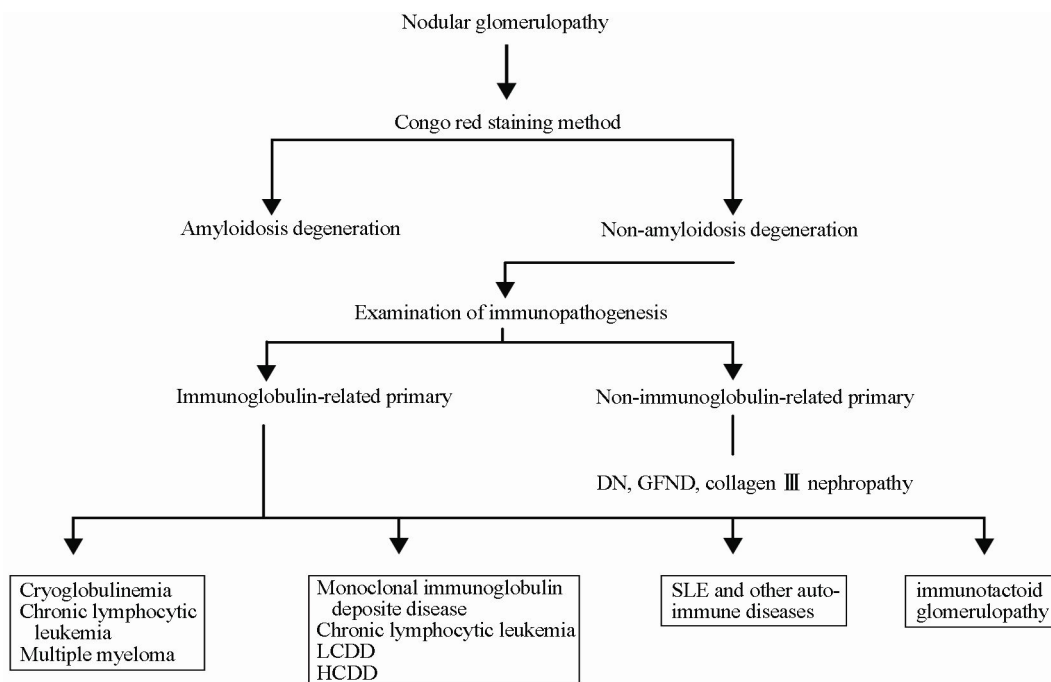 Nodular glomerulopathy
Congo red staining method
Amyloidosis degeneration
Non-amyloidosis degeneration
Examination of immunopathogenesis
Immunoglobulin-related primary
Non-immunoglobulin-related primary
DN, GFND, collagen Ⅲ nephropathy
Cryoglobulinemia
Chronic lymphocytic
leukemia
Multiple myeloma
Monoclonal immunoglobulin
deposite disease
Chronic lymphocytic leukemia
LCDD
HCDD
SLE and other auto-
immune diseases
immunotactoid
glomerulopathy